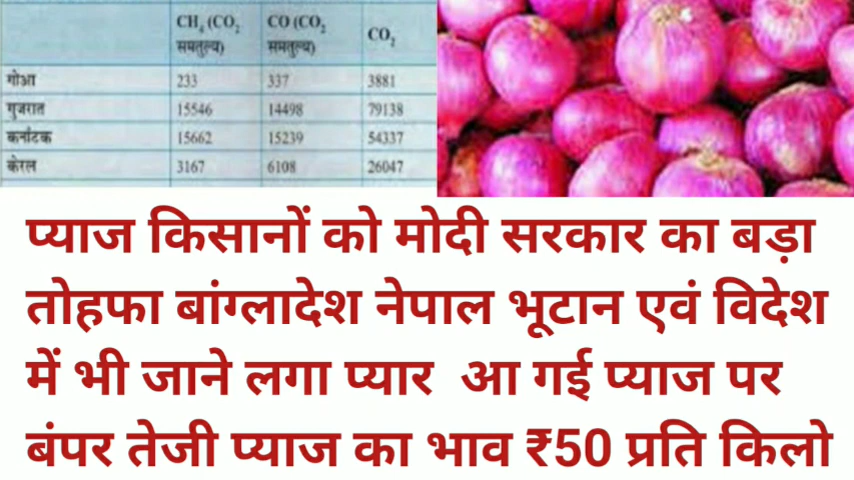 CH₄ (CO₂ समतुल्य) CO (CO₂ समतुल्य) CO₂
गोआ 233 337 3881
गुजरात 15546 14498 79138
कर्नाटक 15662 15239 54337
केरल 3167 6108 26047
प्याज किसानों को मोदी सरकार का बड़ा
तोहफा बांग्लादेश नेपाल भूटान एवं विदेश
में भी जाने लगा प्यार आ गई प्याज पर
बंपर तेजी प्याज का भाव ₹50 प्रति किलो